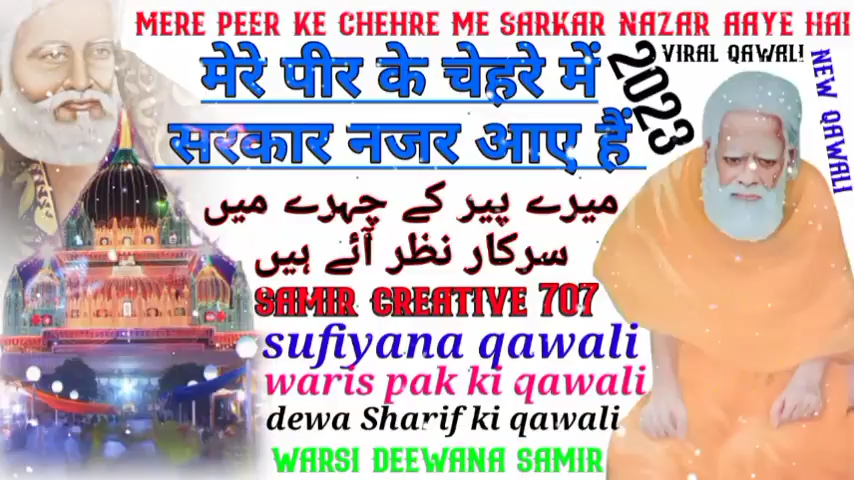 MERE PEER KE CHEHRE ME SARKAR NAZAR AAYE HAI
VIRAL QAWALI
2023
NEW QAWALI
मेरे पीर के चेहरे में
सरकार नजर आए हैं
میرے پیر کے چہرے میں
سرکار نظر آئے ہیں
SAMIR CREATIVE 707
sufiyana qawali
waris pak ki qawali
dewa Sharif ki qawali
WARSI DEEWANA SAMIR